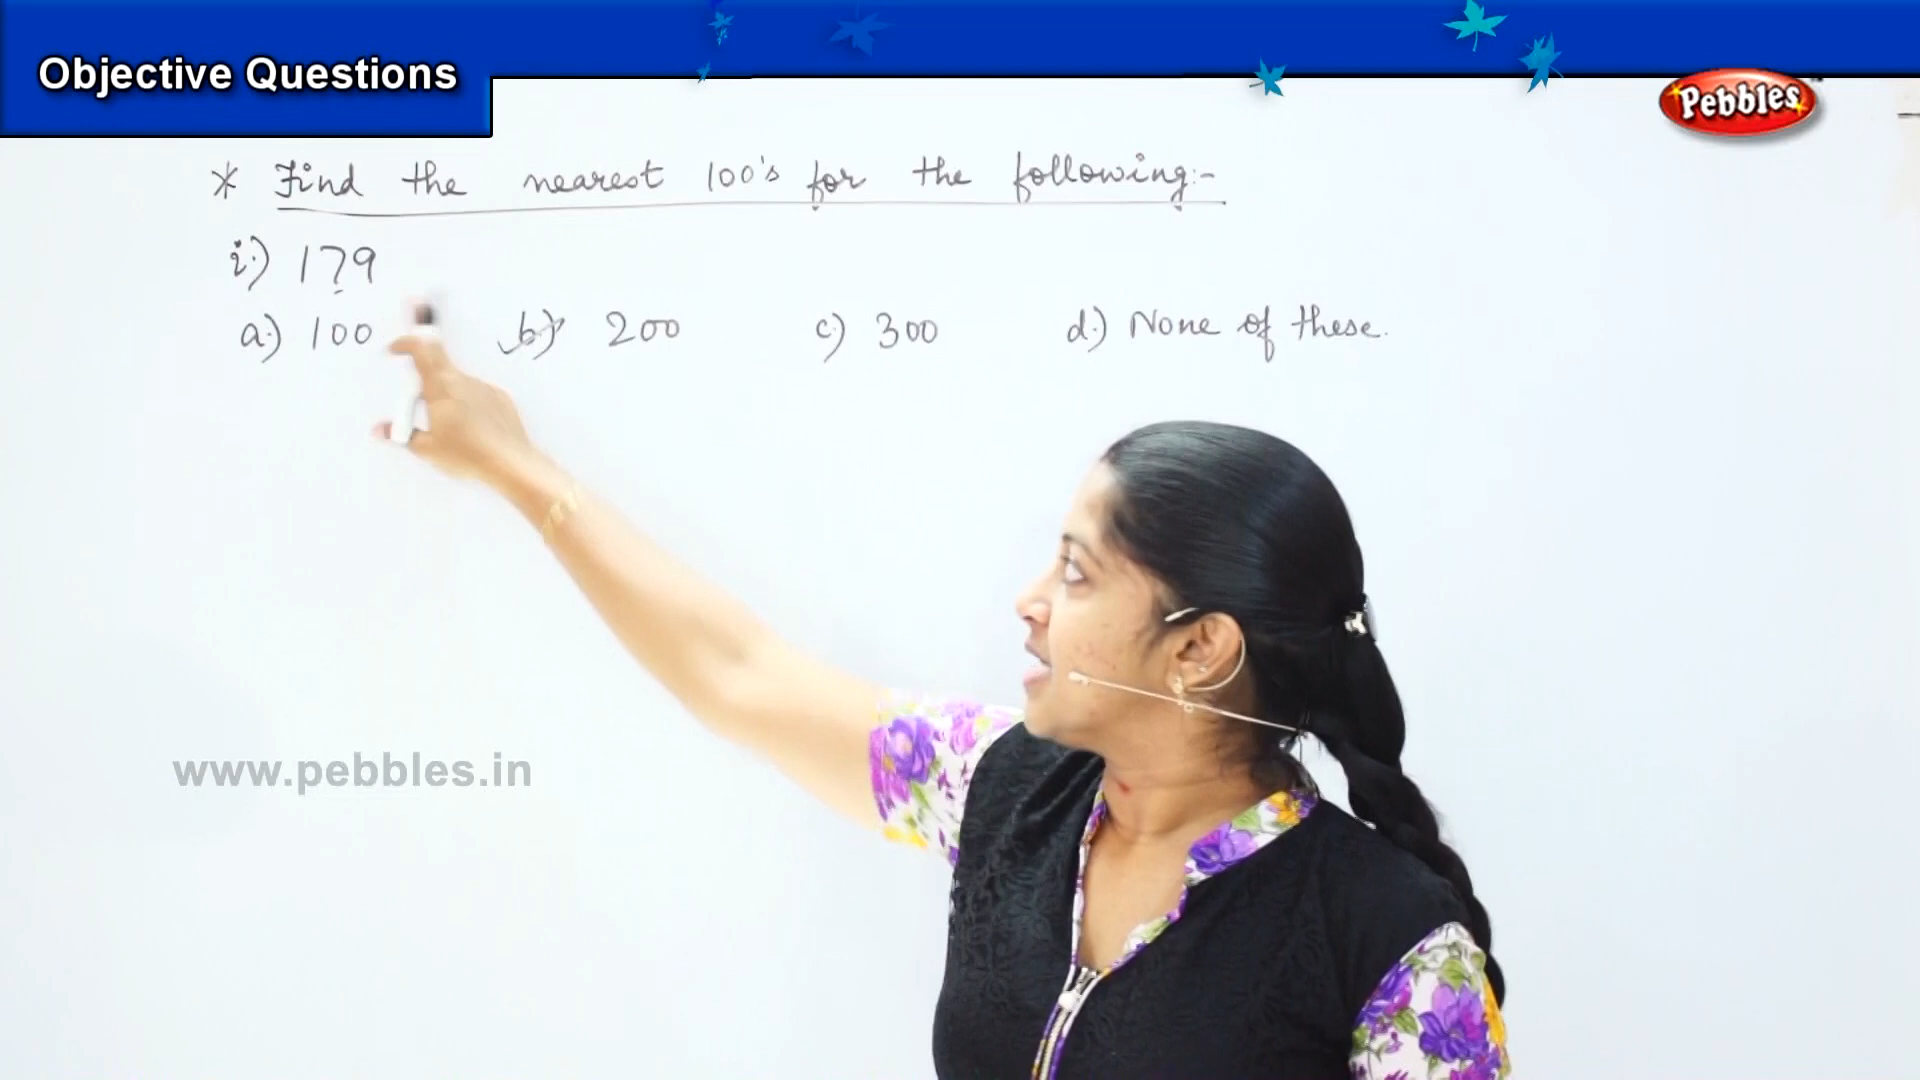 Objective Questions
Pebbles
* Find the nearest 100's for the following:-
i.) 179
a.) 100 b.) 200 c.) 300 d.) None of these.
www.pebbles.in